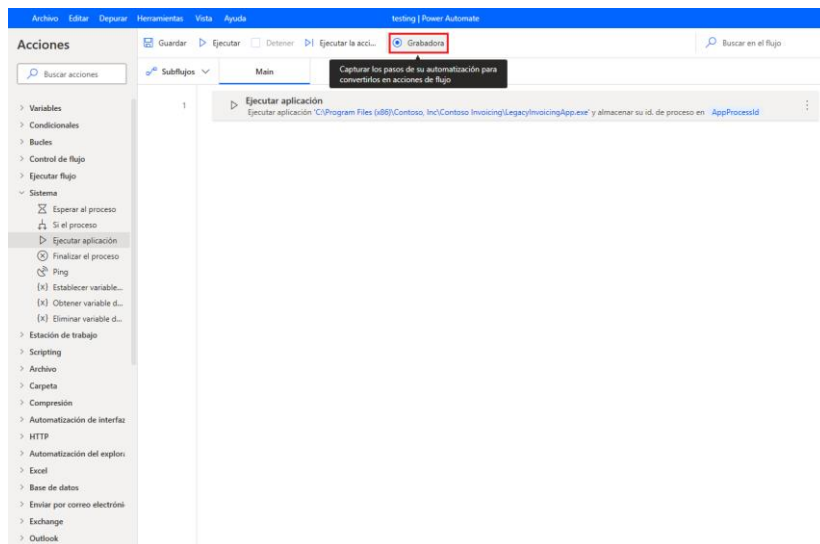 Archivo Editar Depurar Herramientas Vista Ayuda testing | Power Automate
Acciones
Guardar Ejecutar Detener Ejecutar la acci... Grabadora Buscar en el flujo
Buscar acciones
Subflujos Main
Capturar los pasos de su automatización para
convertirlos en acciones de flujo
Variables
Condicionales
Bucles
Control de flujo
Ejecutar flujo
Sistema
Esperar al proceso
Si el proceso
Ejecutar aplicación
Finalizar el proceso
Ping
{x} Establecer variable...
{x} Obtener variable d...
{x} Eliminar variable d...
Estación de trabajo
Scripting
Archivo
Carpeta
Compresión
Automatización de interfaz
HTTP
Automatización del explora
Excel
Base de datos
Enviar por correo electróni
Exchange
Outlook
1
Ejecutar aplicación
Ejecutar aplicación 'C:\Program Files (x86)\Contoso, Inc\Contoso Invoicing\LegacyInvoicingApp.exe' y almacenar su id. de proceso en AppProcessId